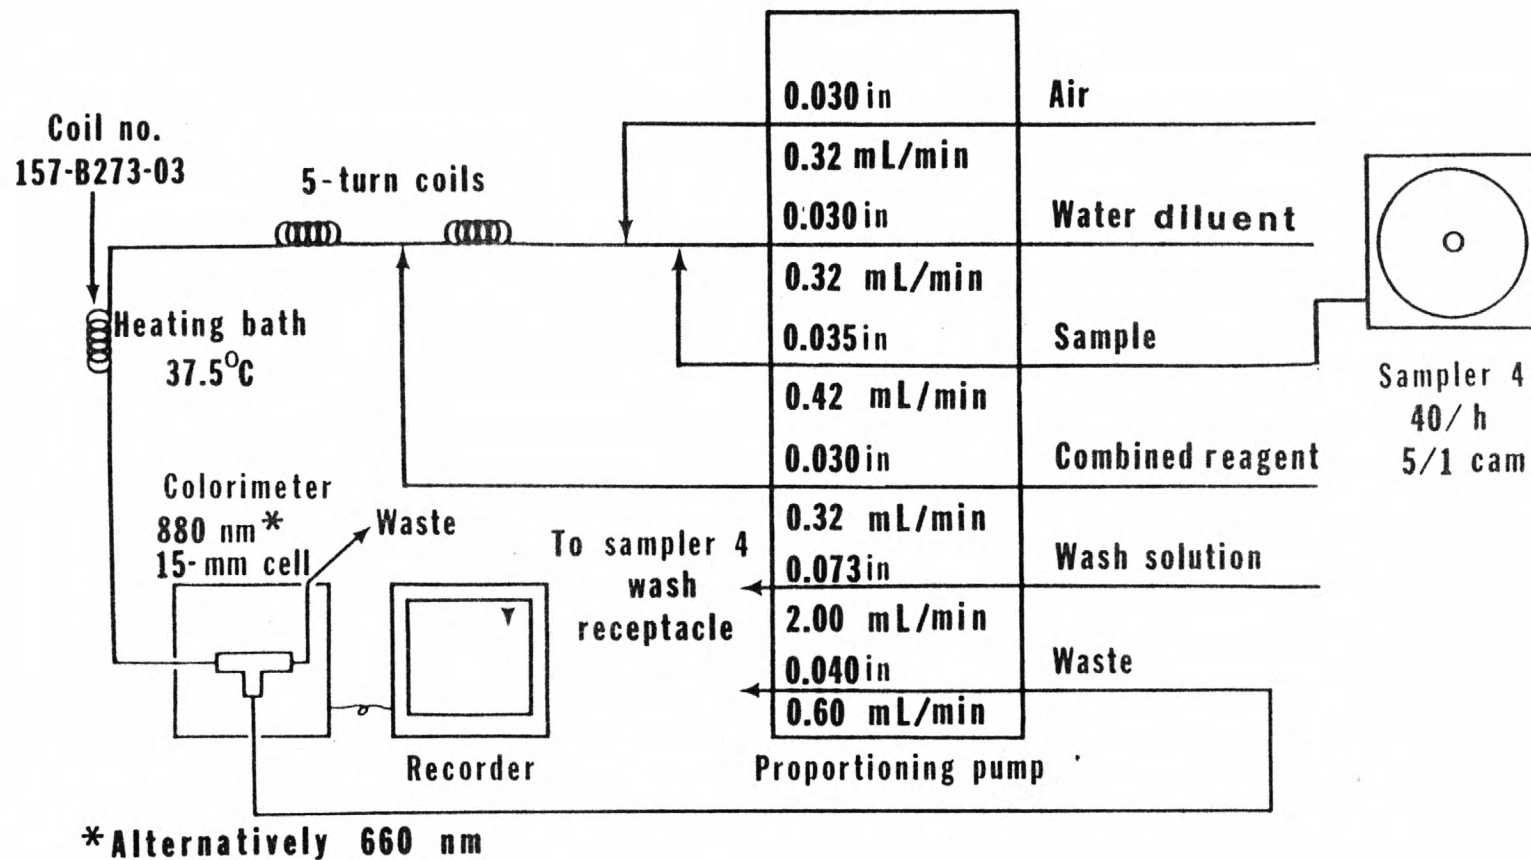 0.030 in Air
0.32 mL/min
0.030 in Water diluent
0.32 mL/min
0.035 in Sample
0.42 mL/min
0.030 in Combined reagent
0.32 mL/min
0.073 in Wash solution
2.00 mL/min
0.040 in Waste
0.60 mL/min
Proportioning pump
Coil no.
157-B273-03
5-turn coils
Heating bath
37.5°C
Colorimeter
880 nm*
15-mm cell
Waste
To sampler 4
wash
receptacle
Recorder
Sampler 4
40/h
5/1 cam
*Alternatively 660 nm